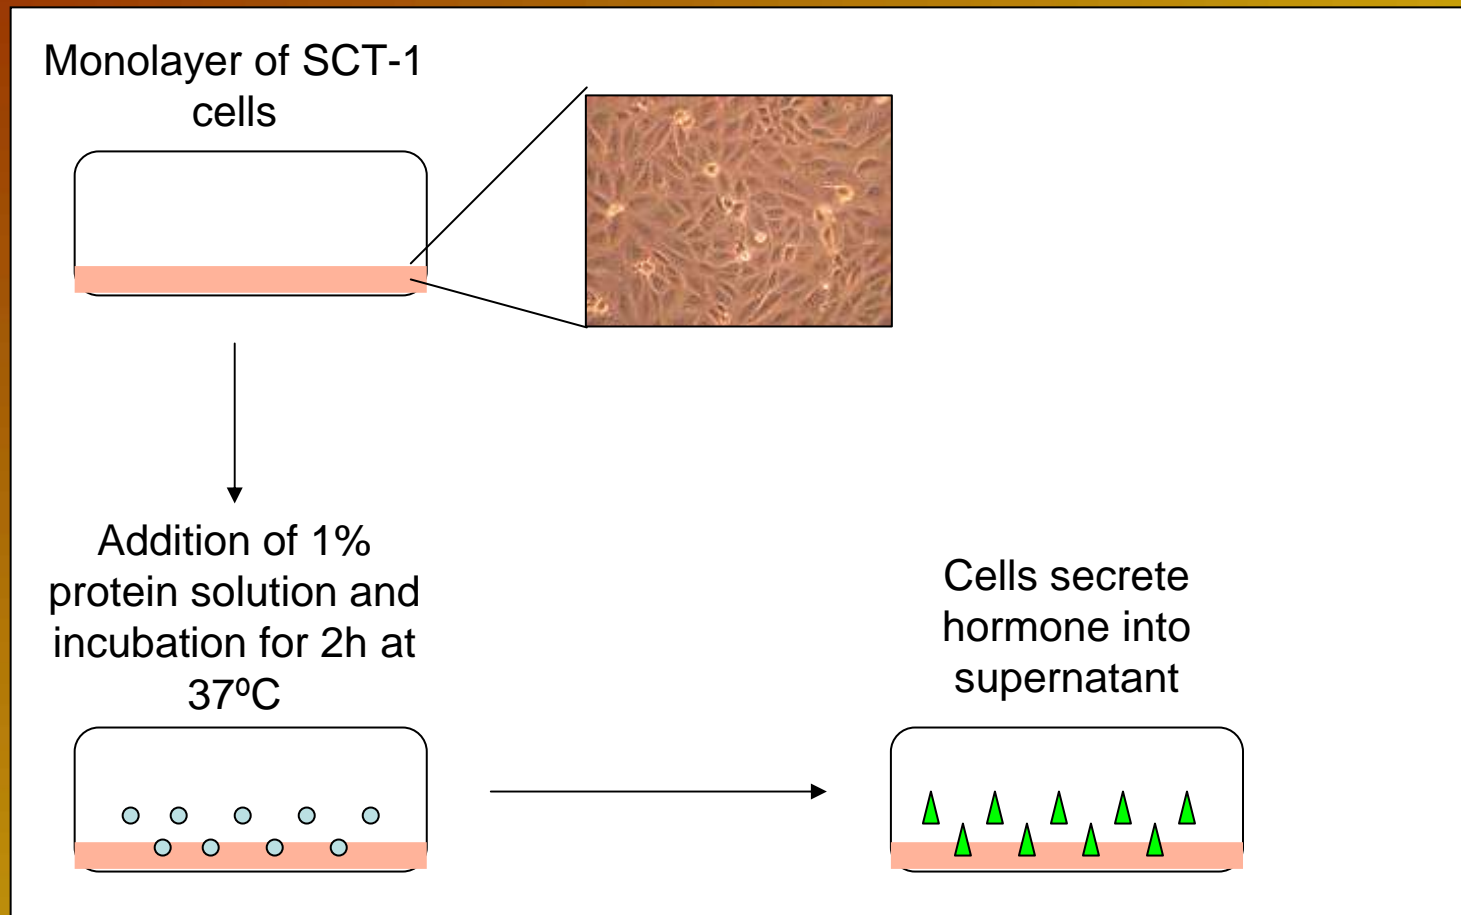 Monolayer of SCT-1
cells
Addition of 1%
protein solution and
incubation for 2h at
37ºC
Cells secrete
hormone into
supernatant